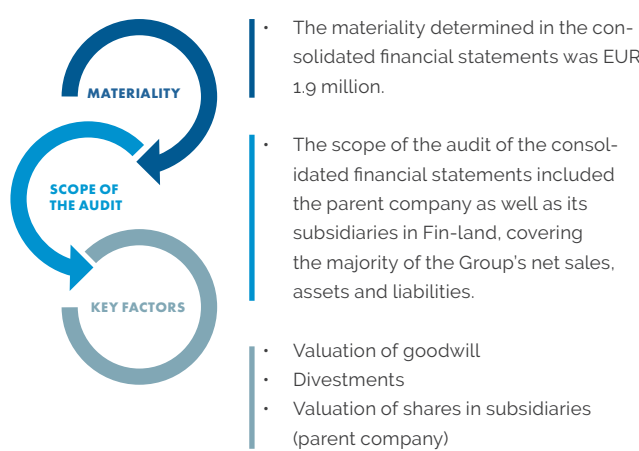 MATERIALITY
• The materiality determined in the con-
solidated financial statements was EUR
1.9 million.
SCOPE OF
THE AUDIT
• The scope of the audit of the consol-
idated financial statements included
the parent company as well as its
subsidiaries in Fin-land, covering
the majority of the Group's net sales,
assets and liabilities.
KEY FACTORS
• Valuation of goodwill
• Divestments
• Valuation of shares in subsidiaries
(parent company)